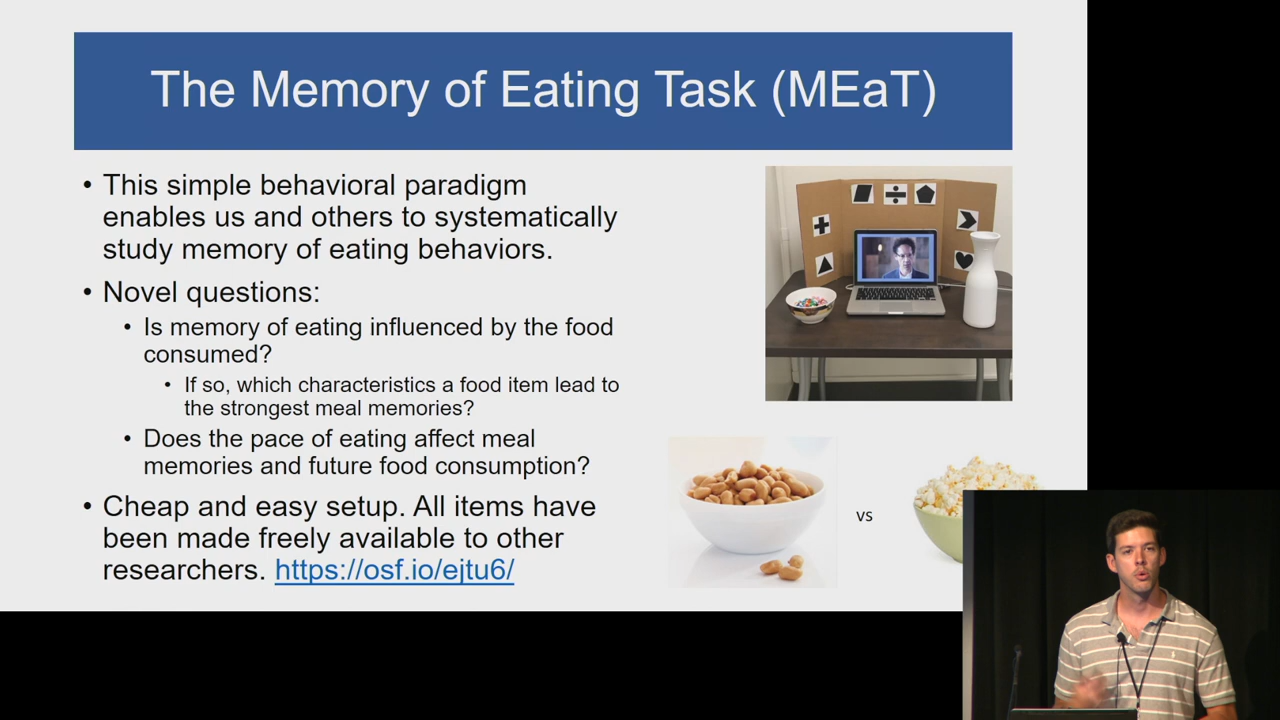 The Memory of Eating Task (MEaT)
• This simple behavioral paradigm
enables us and others to systematically
study memory of eating behaviors.
• Novel questions:
• Is memory of eating influenced by the food
consumed?
• If so, which characteristics a food item lead to
the strongest meal memories?
• Does the pace of eating affect meal
memories and future food consumption?
• Cheap and easy setup. All items have
been made freely available to other
researchers. https://osf.io/ejtu6/
vs